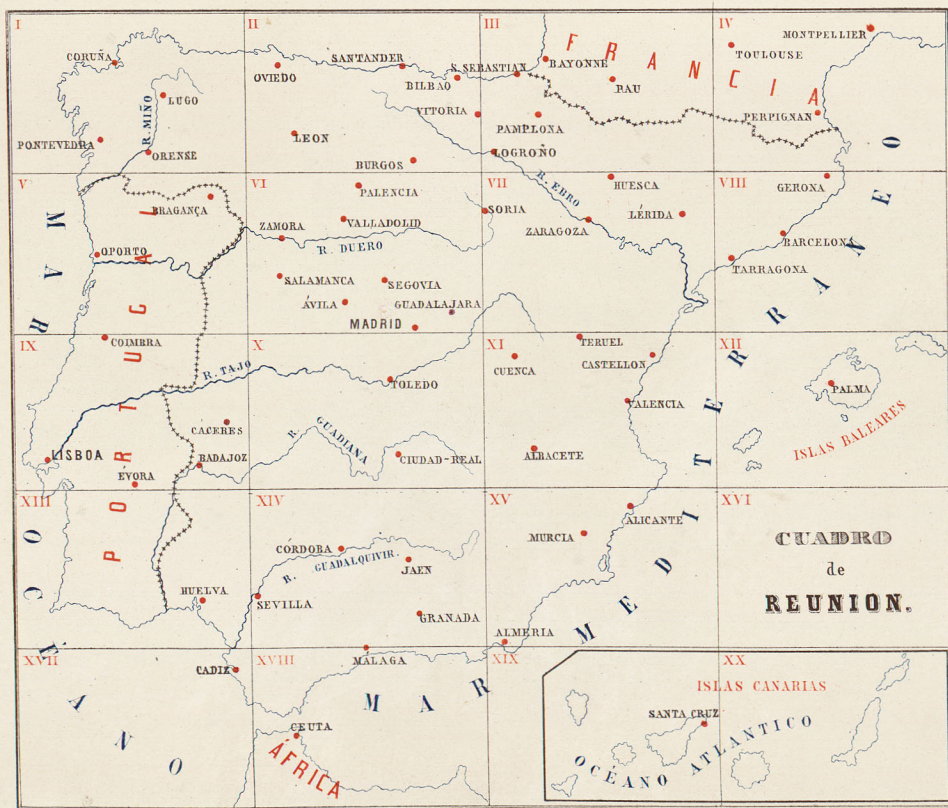 I
II
III
IV
CORUÑA
LUGO
R. MIÑO
PONTEVEDRA
ORENSE
OVIEDO
SANTANDER
BILBAO
LEON
VITORIA
BURGOS
S. SEBASTIAN
BAYONNE
FRANCIA
PAU
PAMPLONA
LOGROÑO
TOULOUSE
MONTPELLIER
PERPIGNAN
V
VI
VII
VIII
BRAGANÇA
OPORTO
PALENCIA
ZAMORA
VALLADOLID
R. DUERO
SALAMANCA
SEGOVIA
ÁVILA
GUADALAJARA
MADRID
SORIA
R. EBRO
HUESCA
ZARAGOZA
LÉRIDA
GERONA
BARCELONA
TARRAGONA
MAR
OCÉANO
PORTUGAL
IX
X
XI
XII
COIMBRA
R. TAJO
TOLEDO
CACERES
LISBOA
BADAJOZ
ÉVORA
R. GUADIANA
CIUDAD-REAL
TERUEL
CUENCA
CASTELLON
VALENCIA
ALBACETE
PALMA
ISLAS BALEARES
MAR MEDITERRANEO
XIII
XIV
XV
XVI
CÓRDOBA
R. GUADALQUIVIR.
JAEN
HUELVA
SEVILLA
GRANADA
MURCIA
ALICANTE
ALMERIA
CUADRO
de
REUNION.
XVII
XVIII
XIX
XX
CADIZ
MÁLAGA
CEUTA
ÁFRICA
ISLAS CANARIAS
SANTA CRUZ
OCÉANO ATLANTICO